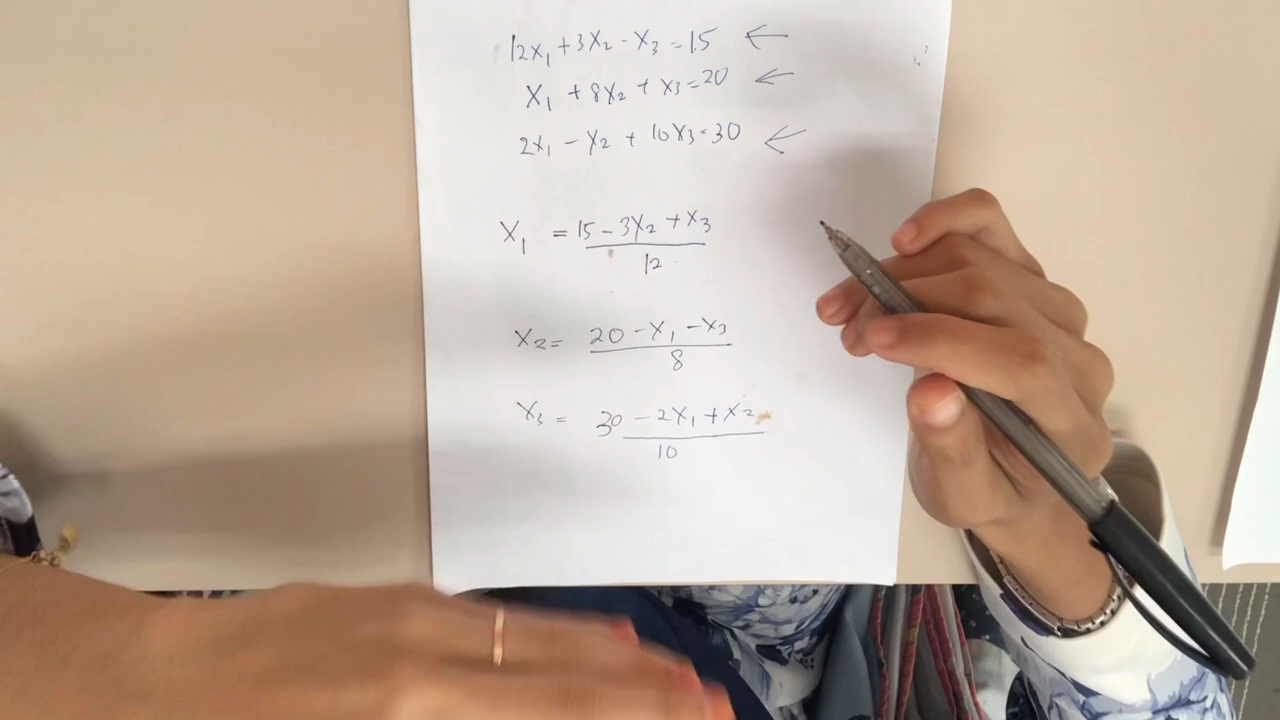 12x₁ + 3x₂ - x₃ = 15 ←
x₁ + 8x₂ + x₃ = 20 ←
2x₁ - x₂ + 10x₃ = 30 ←
x₁ = 15 - 3x₂ + x₃
12
x₂ = 20 - x₁ - x₃
8
x₃ = 30 - 2x₁ + x₂
10